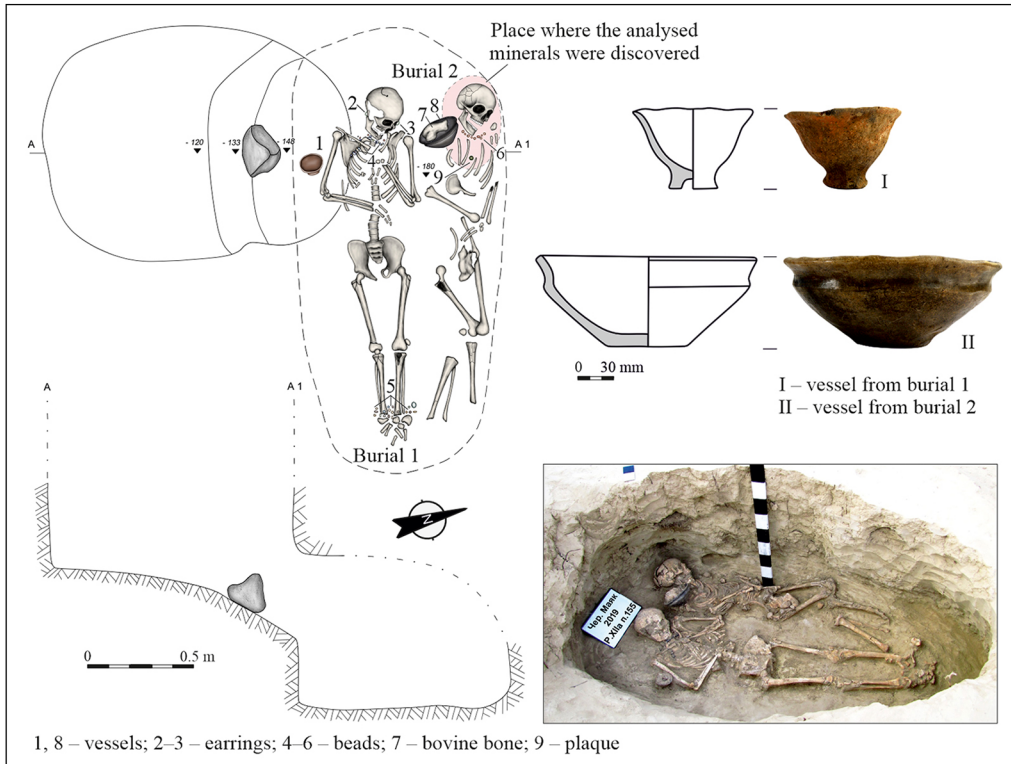 Place where the analysed
minerals were discovered
Burial 2
2
8
7
3
1
A
- 120
- 133
- 148
4
- 180
6
A 1
9
I
II
0 30 mm
I – vessel from burial 1
II – vessel from burial 2
5
Burial 1
A
A 1
N
Чер. Маяк
2019
Р.XIIa п.155
0 0.5 m
1, 8 – vessels; 2–3 – earrings; 4–6 – beads; 7 – bovine bone; 9 – plaque